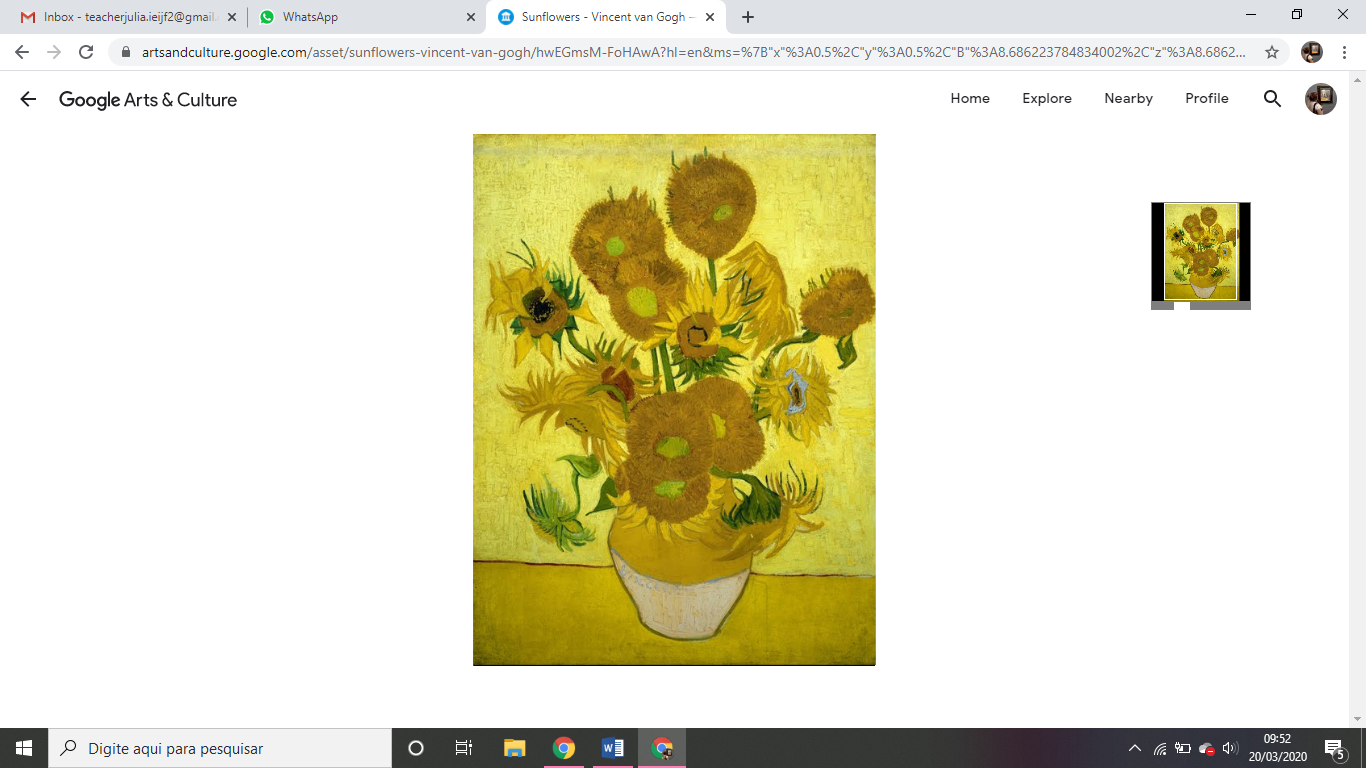 Inbox - teacherjulia.ieijf2@gmail.
WhatsApp
Sunflowers - Vincent van Gogh –
artsandculture.google.com/asset/sunflowers-vincent-van-gogh/hwEGmsM-FoHAwA?hl=en&ms=%7B"x"%3A0.5%2C"y"%3A0.5%2C"B"%3A8.686223784834002%2C"z"%3A8.6862...
Google Arts & Culture
Home
Explore
Nearby
Profile
Digite aqui para pesquisar
09:52
20/03/2020
5